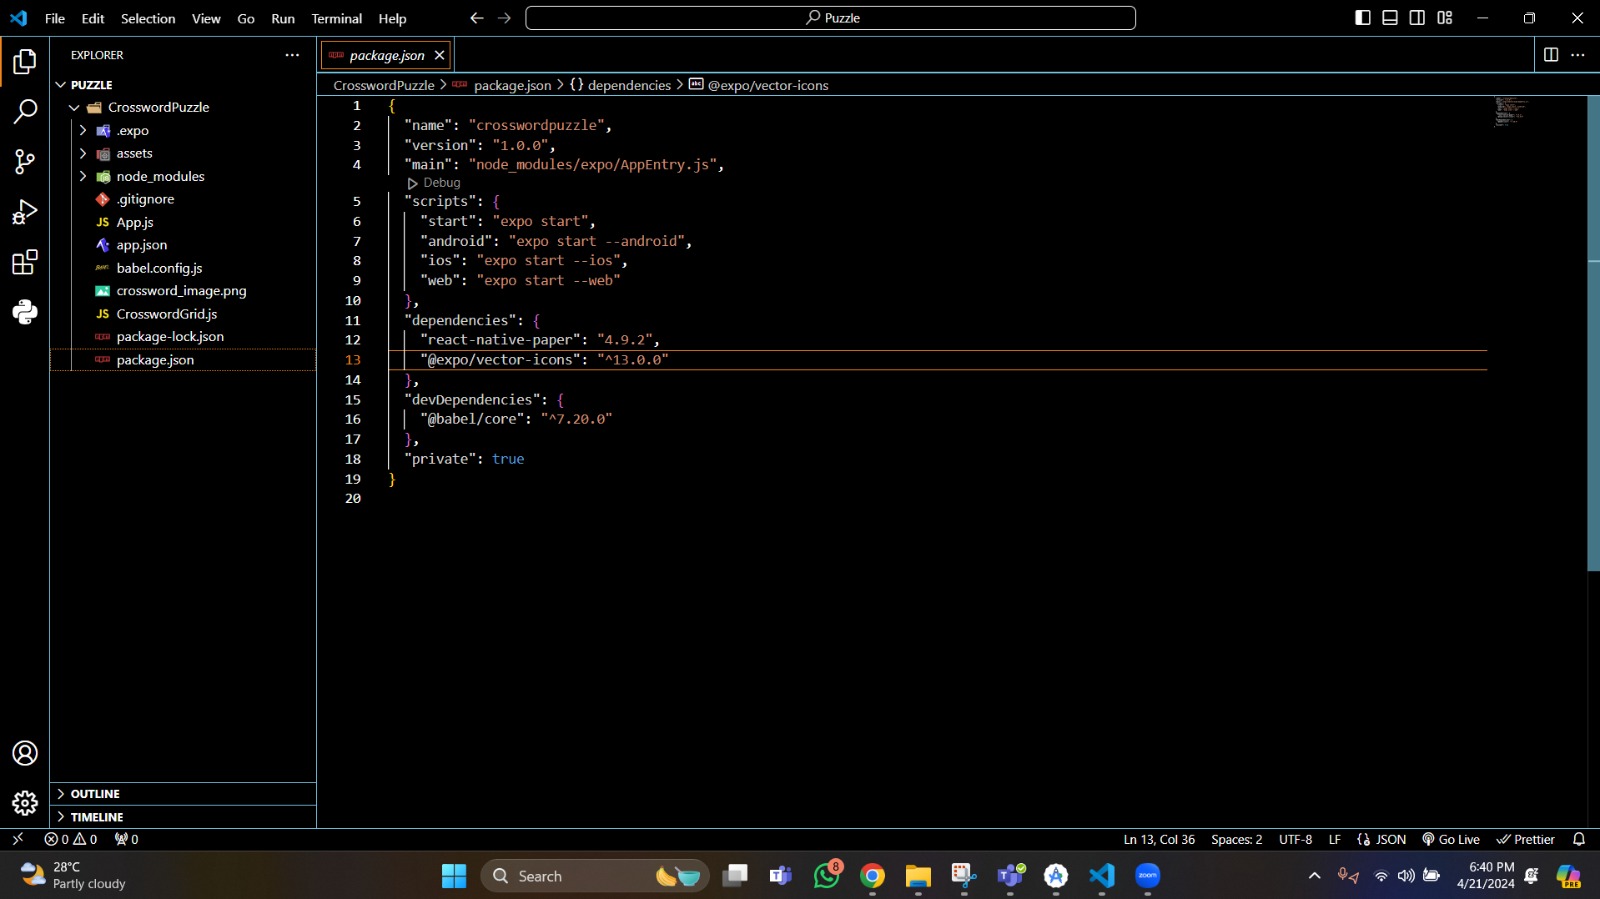 File Edit Selection View Go Run Terminal Help
Puzzle
EXPLORER
PUZZLE
CrosswordPuzzle
.expo
assets
node_modules
.gitignore
JS App.js
app.json
babel.config.js
crossword_image.png
JS CrosswordGrid.js
package-lock.json
package.json
OUTLINE
TIMELINE
package.json
CrosswordPuzzle > package.json > {} dependencies > @expo/vector-icons
1 {
2 "name": "crosswordpuzzle",
3 "version": "1.0.0",
4 "main": "node_modules/expo/AppEntry.js",
Debug
5 "scripts": {
6 "start": "expo start",
7 "android": "expo start --android",
8 "ios": "expo start --ios",
9 "web": "expo start --web"
10 },
11 "dependencies": {
12 "react-native-paper": "4.9.2",
13 "@expo/vector-icons": "^13.0.0"
14 },
15 "devDependencies": {
16 "@babel/core": "^7.20.0"
17 },
18 "private": true
19 }
20
0 0 0
Ln 13, Col 36 Spaces: 2 UTF-8 LF JSON Go Live Prettier
28°C
Partly cloudy
Search
8
zoom
6:40 PM
4/21/2024
PRE